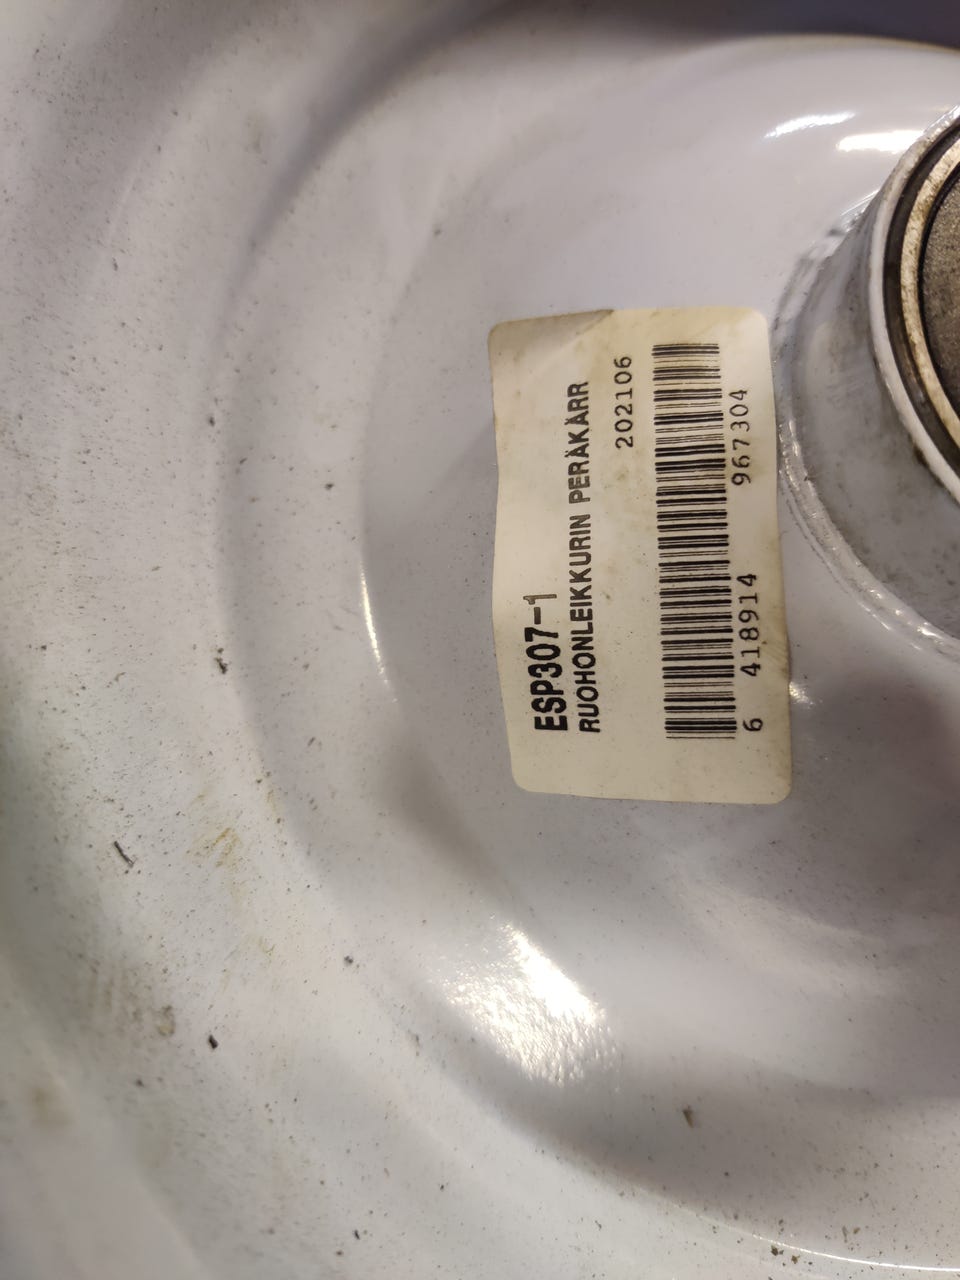 ESP307-1
RUOHONLEIKKURIN PERÄKÄRR
202106
6 418914 967304